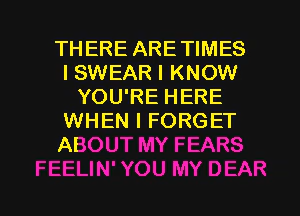 THERE ARE TIMES
I SWEAR I KNOW
YOU'RE HERE
WHEN I FORGET
ABOUT MY FEARS
FEELIN' YOU MY DEAR